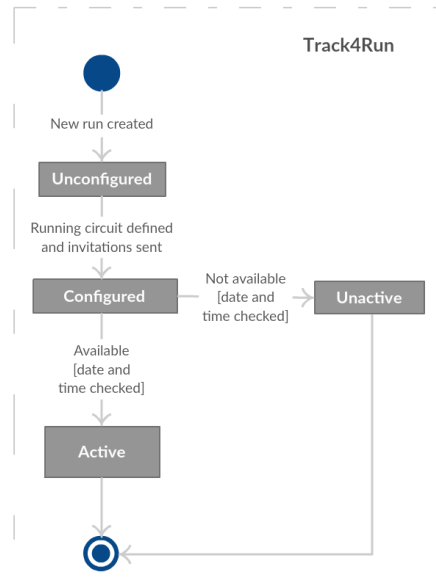 Track4Run
New run created
Unconfigured
Running circuit defined
and invitations sent
Configured
Not available
[date and
time checked]
Unactive
Available
[date and
time checked]
Active